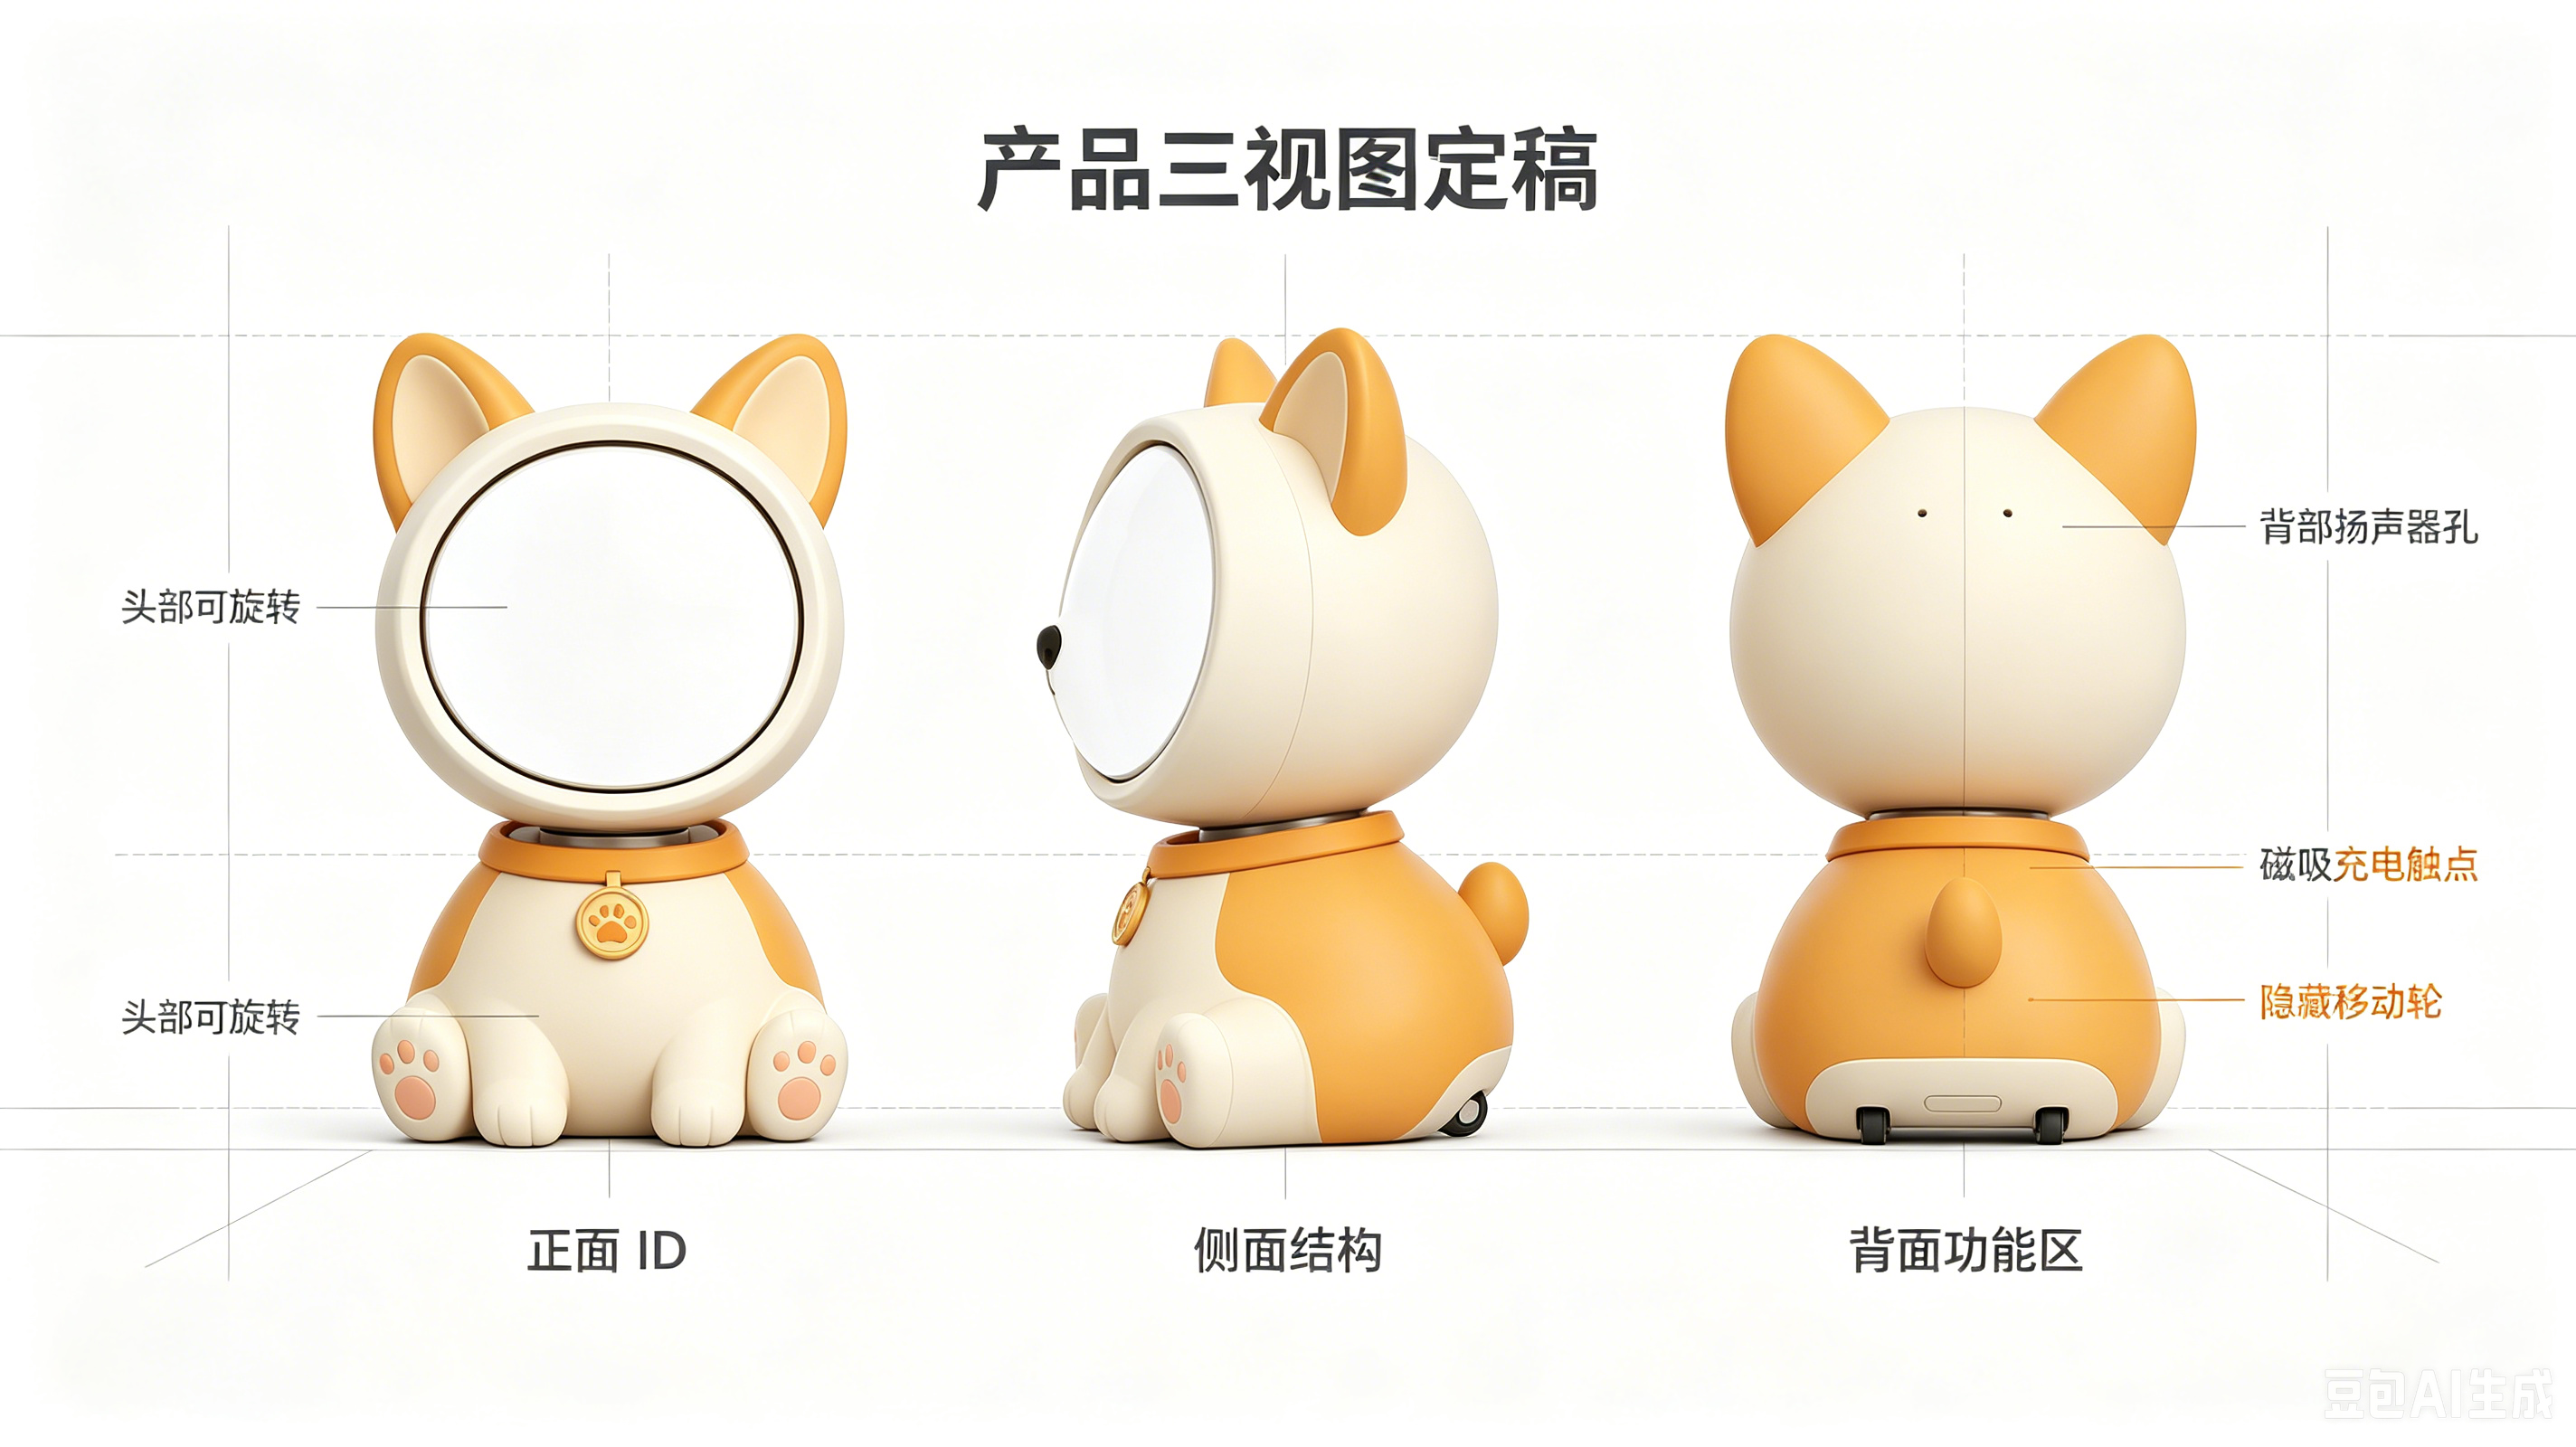 产品三视图定稿
背部扬声器孔
头部可旋转
磁吸充电触点
头部可旋转
隐藏移动轮
正面 ID
侧面结构
背面功能区
豆包AI生成